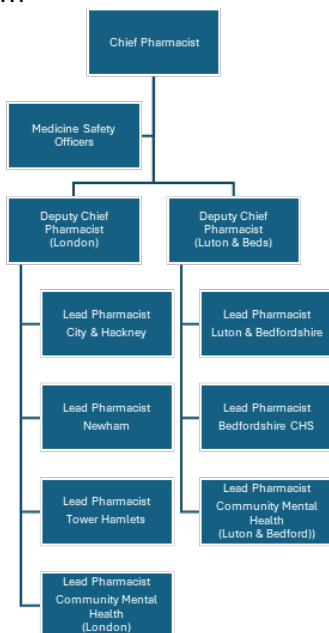 Chief Pharmacist
Medicine Safety
Officers
Deputy Chief
Pharmacist
(London)
Deputy Chief
Pharmacist
(Luton & Beds)
Lead Pharmacist
City & Hackney
Lead Pharmacist
Luton & Bedfordshire
Lead Pharmacist
Newham
Lead Pharmacist
Bedfordshire CHS
Lead Pharmacist
Tower Hamlets
Lead Pharmacist
Community Mental
Health
(Luton & Bedford))
Lead Pharmacist
Community Mental
Health
(London)